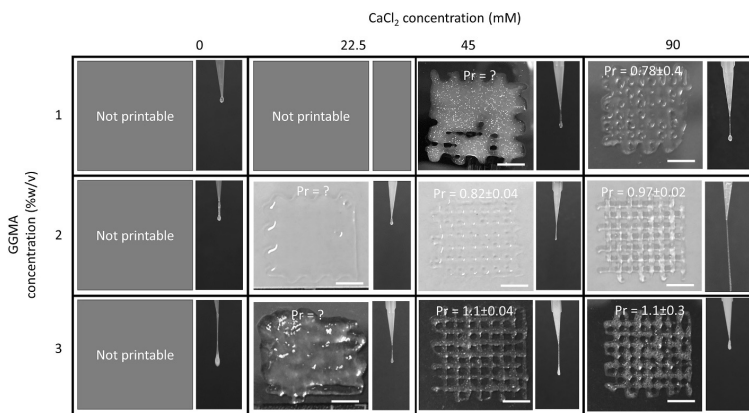 CaCl₂ concentration (mM)
0 22.5 45 90
GGMA
concentration (%w/v)
1
Not printable
Not printable
Pr = ?
Pr = 0.78±0.4
2
Not printable
Pr = ?
Pr = 0.82±0.04
Pr = 0.97±0.02
3
Not printable
Pr = ?
Pr = 1.1±0.04
Pr = 1.1±0.3